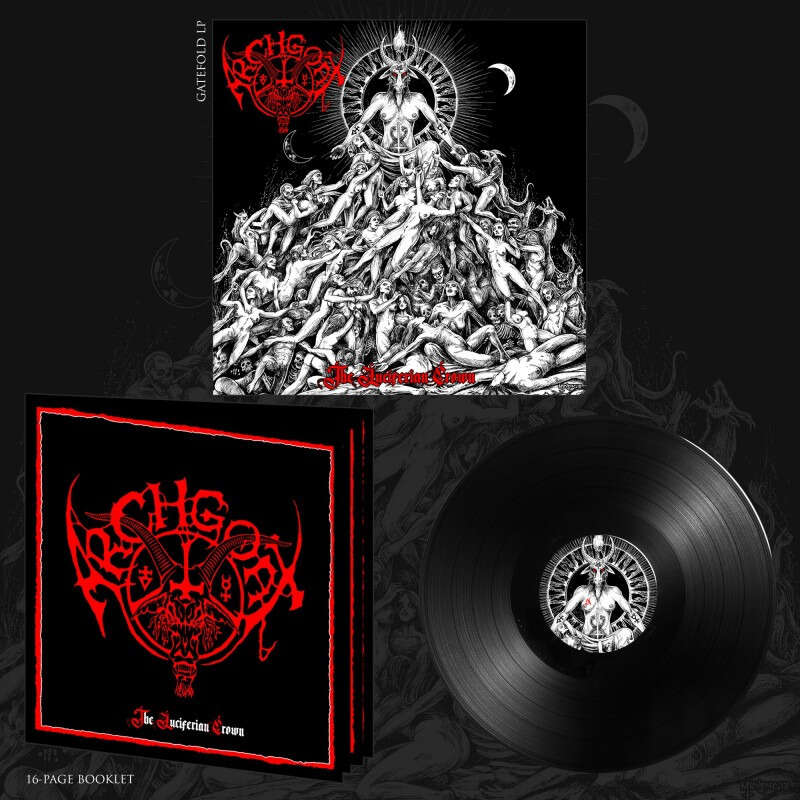 GATEFOLD LP
ARCHGOAT
The Luciferian Crown
ARCHGOAT
The Luciferian Crown
16-PAGE BOOKLET